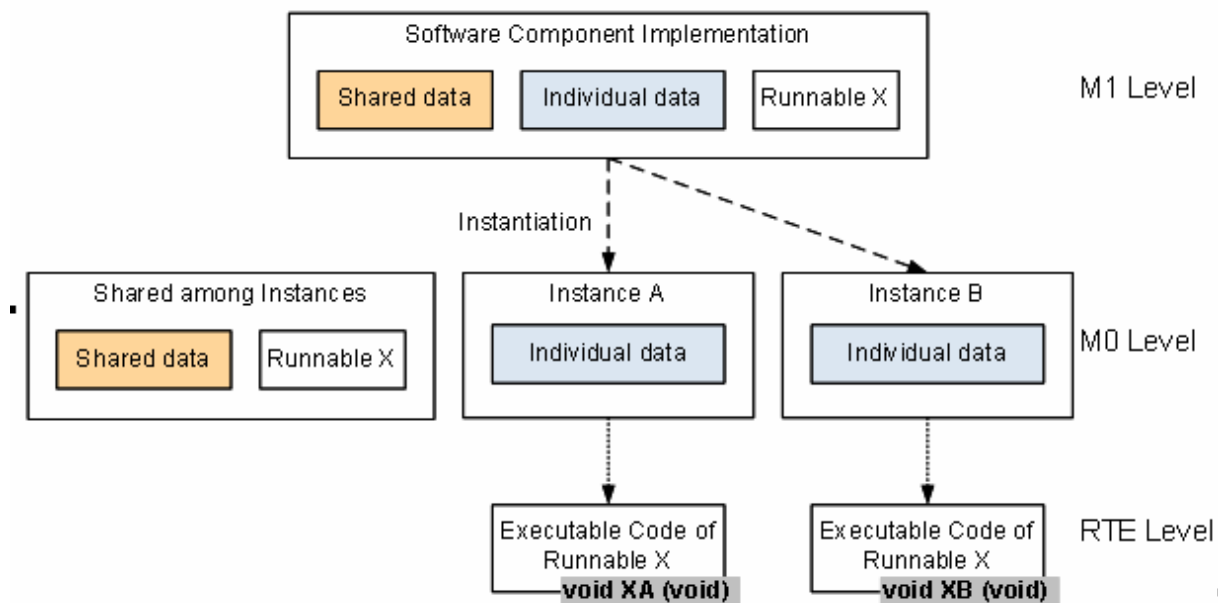 Software Component Implementation
Shared data
Individual data
Runnable X
M1 Level
Instantiation
Shared among Instances
Shared data
Runnable X
Instance A
Individual data
Instance B
Individual data
M0 Level
Executable Code of
Runnable X
void XA (void)
Executable Code of
Runnable X
void XB (void)
RTE Level